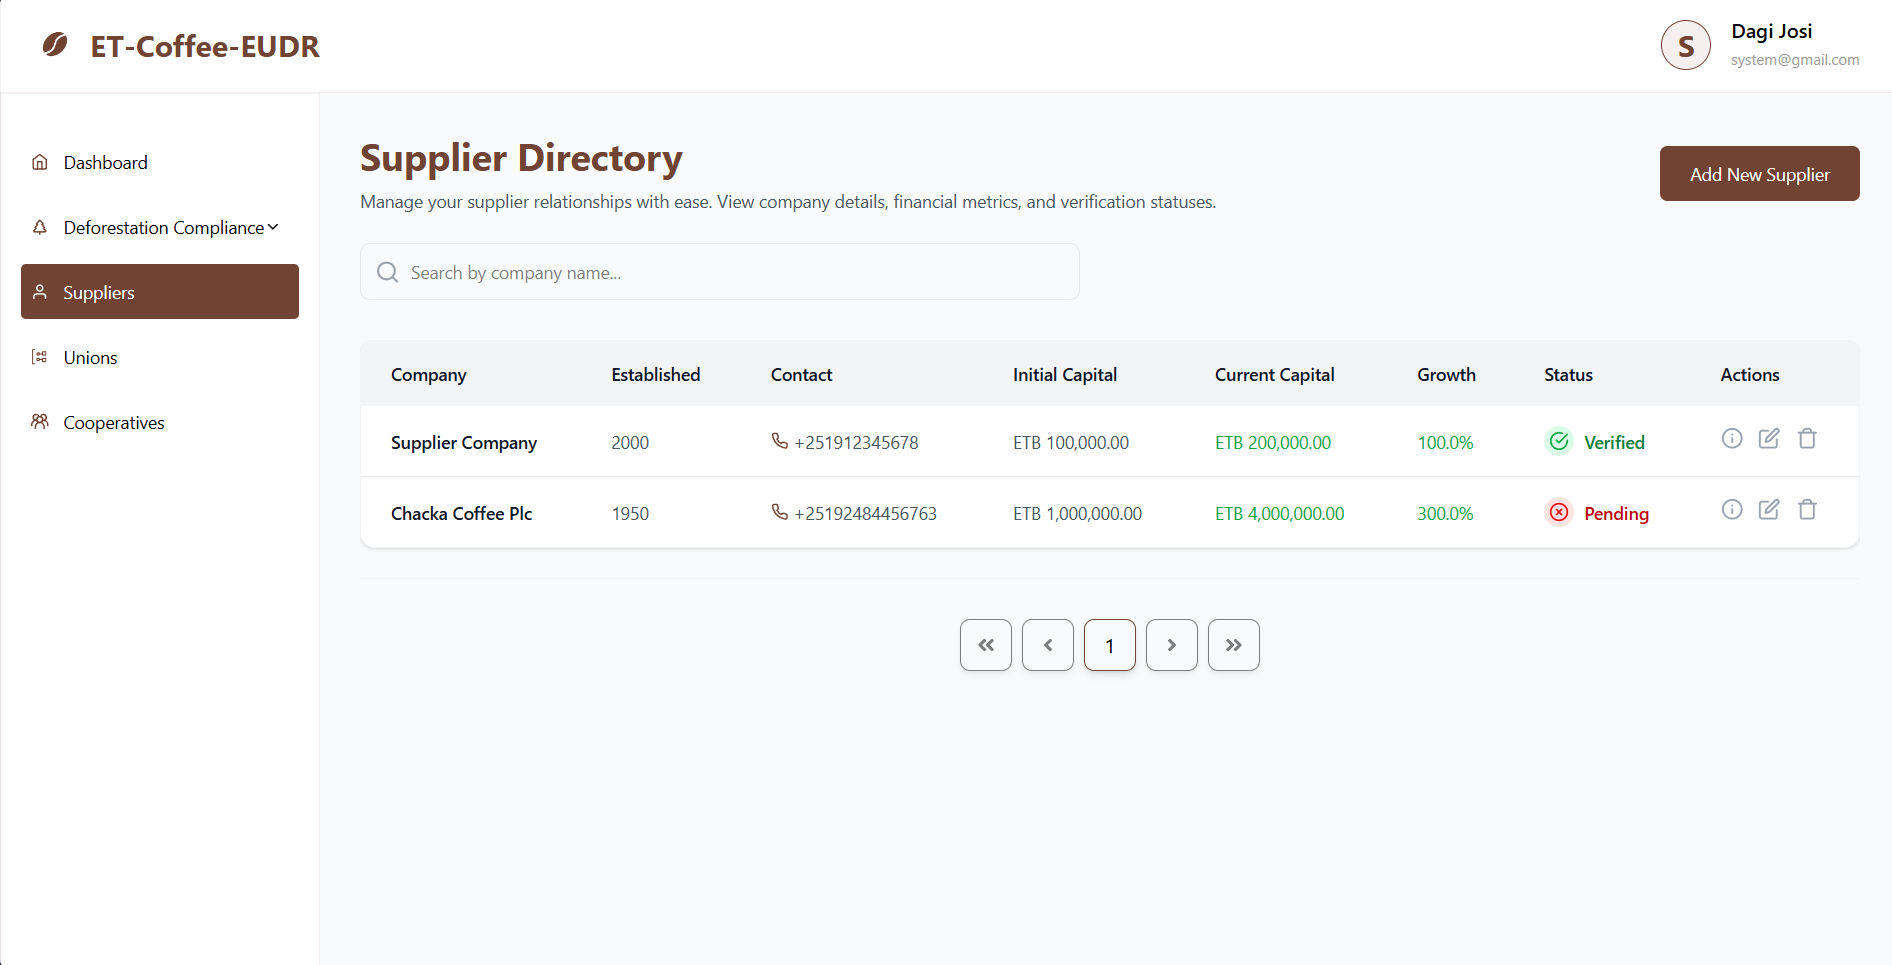 ET-Coffee-EUDR
S
Dagi Josi
system@gmail.com
Dashboard
Deforestation Compliance
Suppliers
Unions
Cooperatives
Supplier Directory
Manage your supplier relationships with ease. View company details, financial metrics, and verification statuses.
Add New Supplier
Search by company name...
Company Established Contact Initial Capital Current Capital Growth Status Actions
Supplier Company 2000 +251912345678 ETB 100,000.00 ETB 200,000.00 100.0% Verified
Chacka Coffee Plc 1950 +25192484456763 ETB 1,000,000.00 ETB 4,000,000.00 300.0% Pending
1